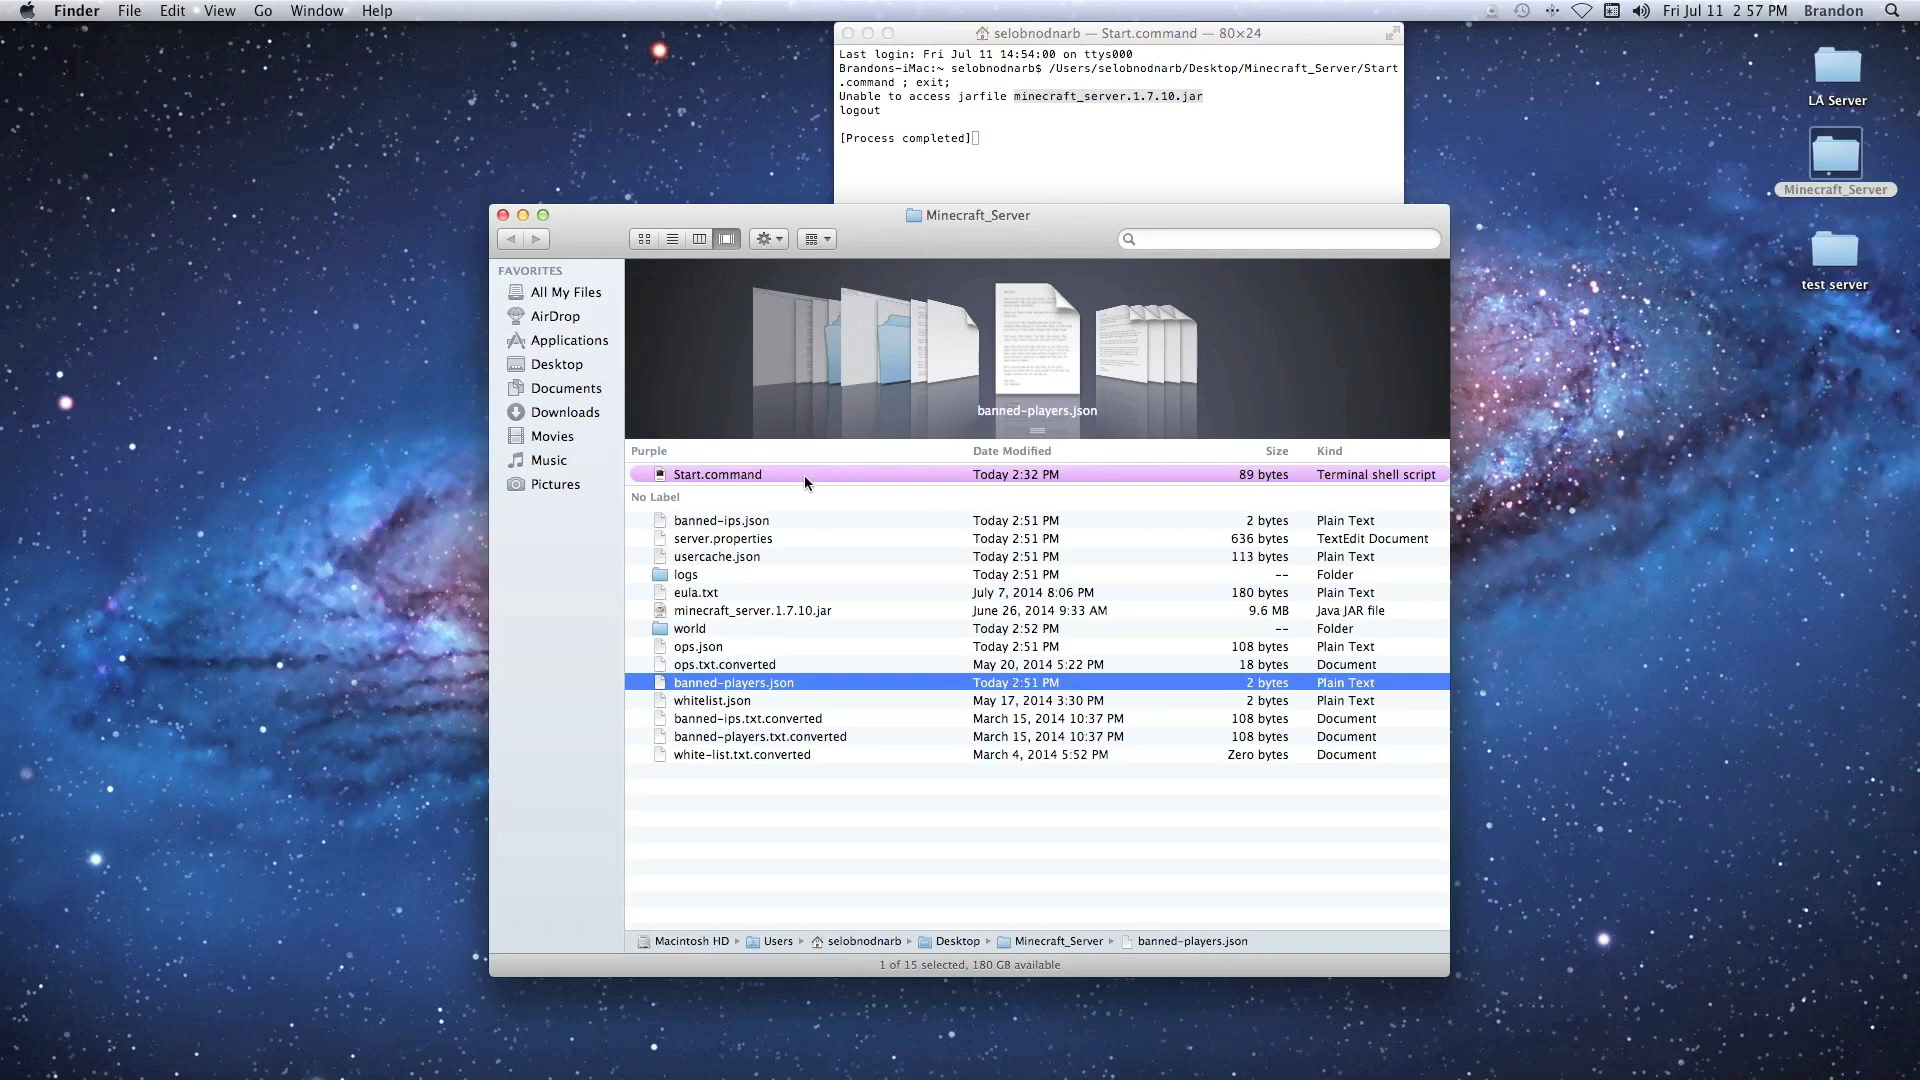 Finder File Edit View Go Window Help
Fri Jul 11 2 57 PM Brandon
selobnodnarb — Start.command — 80×24
Last login: Fri Jul 11 14:54:00 on ttys000
Brandons-iMac:~ selobnodnarb$ /Users/selobnodnarb/Desktop/Minecraft_Server/Start
.command ; exit;
Unable to access jarfile minecraft_server.1.7.10.jar
logout
[Process completed]
LA Server
Minecraft_Server
test server
Minecraft_Server
FAVORITES
All My Files
AirDrop
Applications
Desktop
Documents
Downloads
Movies
Music
Pictures
banned-players.json
Purple Date Modified Size Kind
Start.command Today 2:32 PM 89 bytes Terminal shell script
No Label
banned-ips.json Today 2:51 PM 2 bytes Plain Text
server.properties Today 2:51 PM 636 bytes TextEdit Document
usercache.json Today 2:51 PM 113 bytes Plain Text
logs Today 2:51 PM -- Folder
eula.txt July 7, 2014 8:06 PM 180 bytes Plain Text
minecraft_server.1.7.10.jar June 26, 2014 9:33 AM 9.6 MB Java JAR file
world Today 2:52 PM -- Folder
ops.json Today 2:51 PM 108 bytes Plain Text
ops.txt.converted May 20, 2014 5:22 PM 18 bytes Document
banned-players.json Today 2:51 PM 2 bytes Plain Text
whitelist.json May 17, 2014 3:30 PM 2 bytes Plain Text
banned-ips.txt.converted March 15, 2014 10:37 PM 108 bytes Document
banned-players.txt.converted March 15, 2014 10:37 PM 108 bytes Document
white-list.txt.converted March 4, 2014 5:52 PM Zero bytes Document
Macintosh HD Users selobnodnarb Desktop Minecraft_Server banned-players.json
1 of 15 selected, 180 GB available